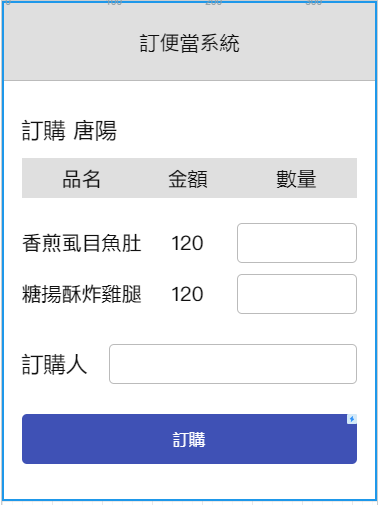 訂便當系統
訂購 唐陽
品名 金額 數量
香煎虱目魚肚 120
糖揚酥炸雞腿 120
訂購人
訂購